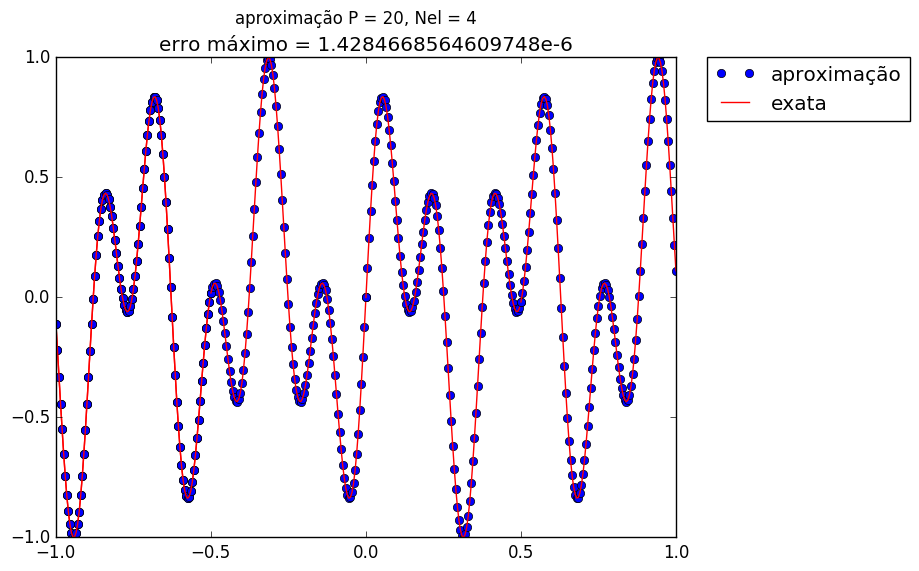 aproximação P = 20, Nel = 4
erro máximo = 1.4284668564609748e-6
aproximação
exata
1.0
0.5
0.0
−0.5
−1.0
−1.0 −0.5 0.0 0.5 1.0